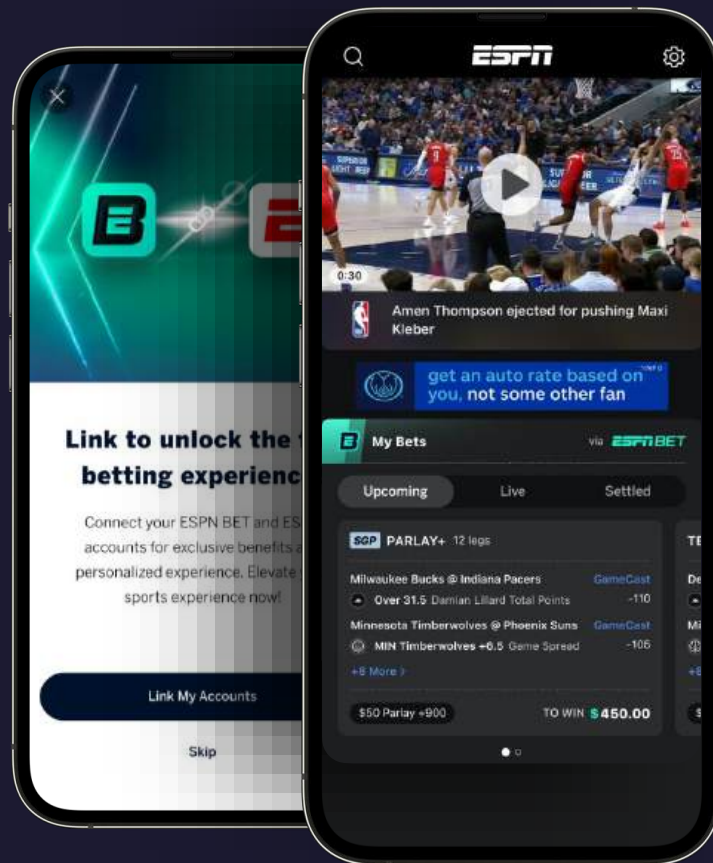 Link to unlock the
betting experienc
Connect your ESPN BET and ES
accounts for exclusive benefits a
personalized experience. Elevate
sports experience now!
Link My Accounts
Skip
ESPN
0:30
Amen Thompson ejected for pushing Maxi
Kleber
get an auto rate based on
you, not some other fan
My Bets
via ESPN BET
Upcoming
Live
Settled
SGP PARLAY+ 12 legs
Milwaukee Bucks @ Indiana Pacers GameCast
Over 31.5 Damian Lillard Total Points -110
Minnesota Timberwolves @ Phoenix Suns GameCast
MIN Timberwolves +6.5 Game Spread -105
+8 More >
$50 Parlay +900 TO WIN $450.00
TE
De
Mi
+8
$